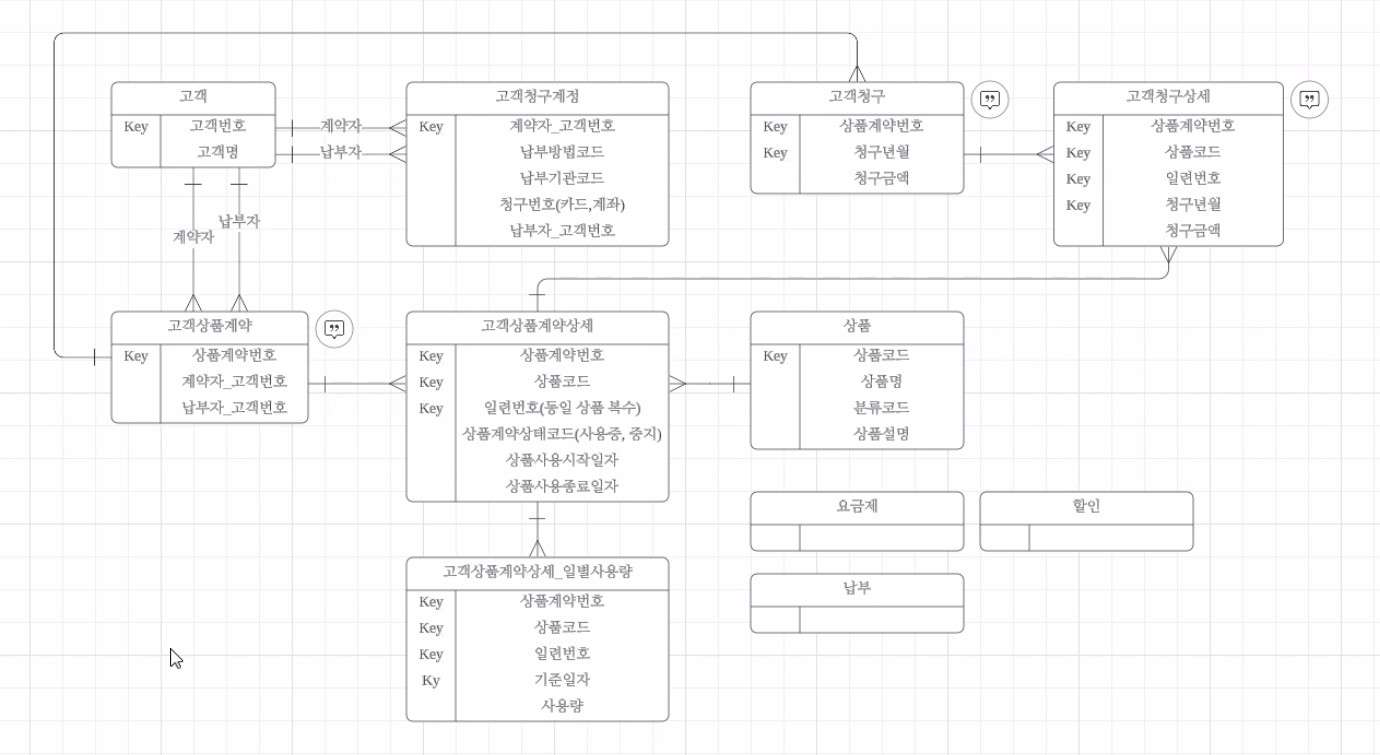 고객
Key 고객번호
고객명
계약자
납부자
고객청구계정
Key 계약자_고객번호
납부방법코드
납부기관코드
청구번호(카드,계좌)
납부자_고객번호
고객청구
Key 상품계약번호
Key 청구년월
청구금액
고객청구상세
Key 상품계약번호
Key 상품코드
Key 일련번호
Key 청구년월
청구금액
납부자
계약자
고객상품계약
Key 상품계약번호
계약자_고객번호
납부자_고객번호
고객상품계약상세
Key 상품계약번호
Key 상품코드
Key 일련번호(동일 상품 복수)
상품계약상태코드(사용중, 중지)
상품사용시작일자
상품사용종료일자
상품
Key 상품코드
상품명
분류코드
상품설명
요금제
할인
납부
고객상품계약상세_일별사용량
Key 상품계약번호
Key 상품코드
Key 일련번호
Ky 기준일자
사용량